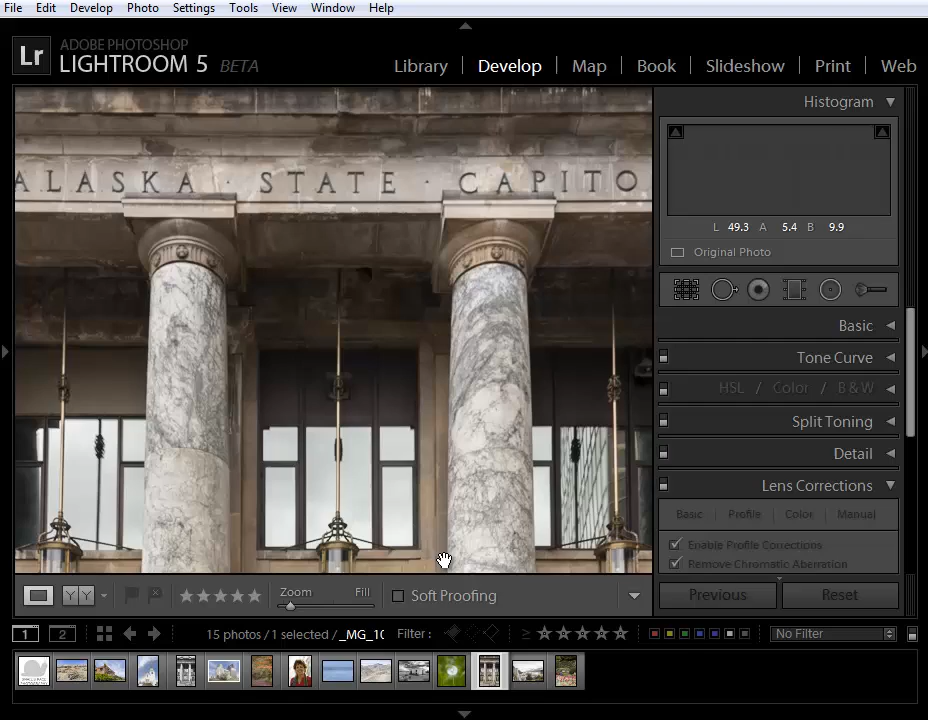 File Edit Develop Photo Settings Tools View Window Help
Lr ADOBE PHOTOSHOP
LIGHTROOM 5 BETA
Library | Develop | Map | Book | Slideshow | Print | Web
Histogram
ALASKA · STATE · CAPITO
L 49.3 A 5.4 B 9.9
Original Photo
Basic
Tone Curve
HSL / Color / B & W
Split Toning
Detail
Lens Corrections
Basic | Profile | Color | Manual
Enable Profile Corrections
Remove Chromatic Aberration
YY Zoom Fill Soft Proofing
Previous Reset
1 2 15 photos / 1 selected / _MG_10 Filter : ≥ No Filter